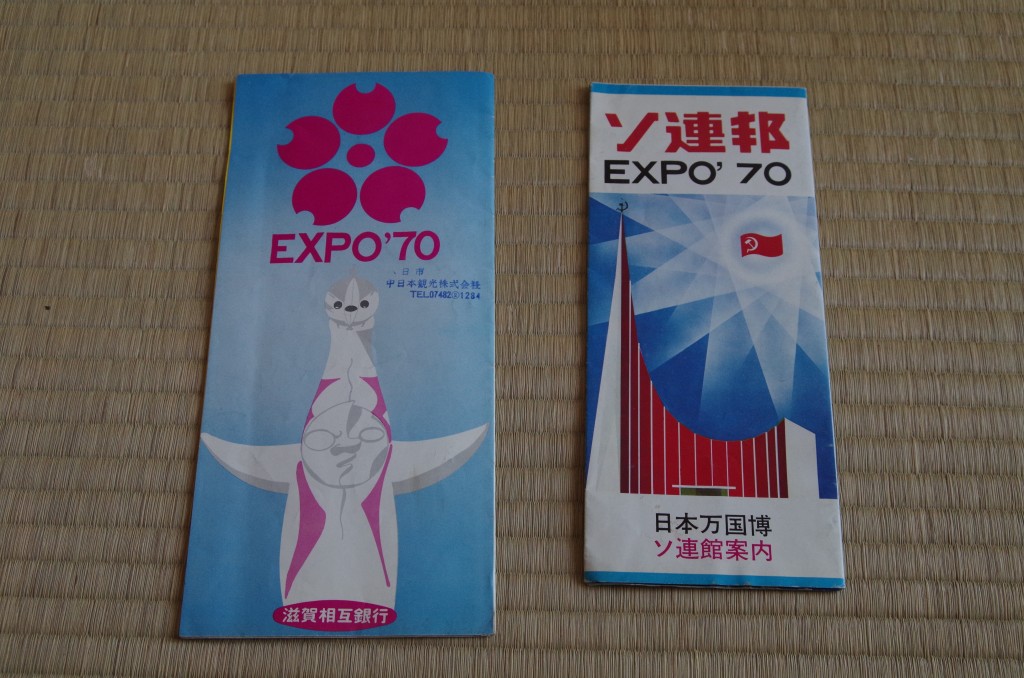 EXPO'70
日市
中日本観光株式会社
TEL.07482②1284
滋賀相互銀行
ソ連邦
EXPO' 70
日本万国博
ソ連館案内